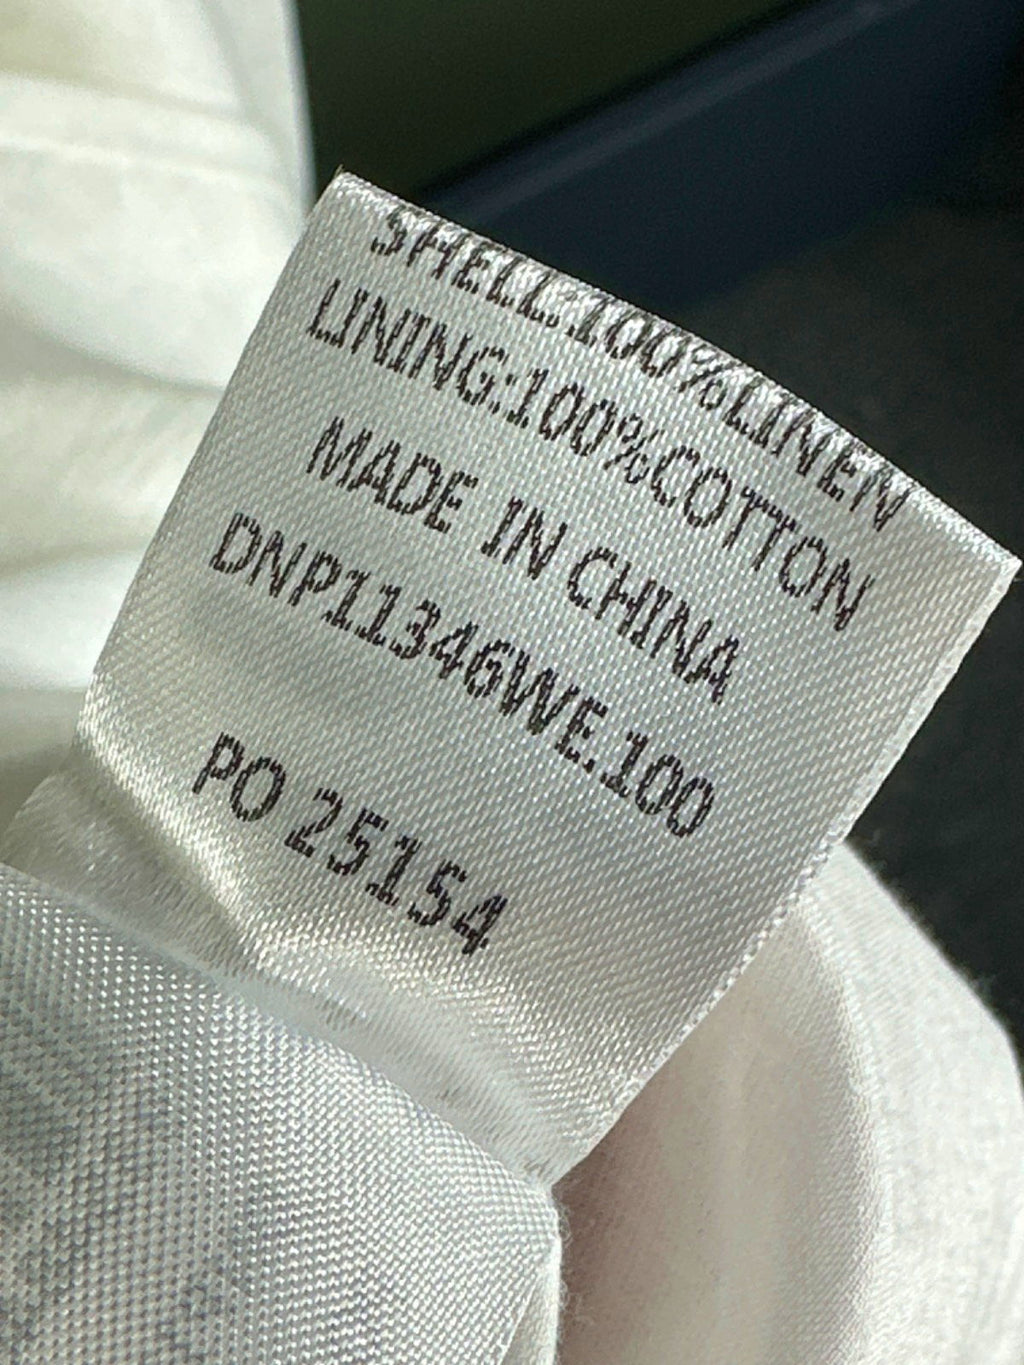 SHELL:100%LINEN
LINING:100%COTTON
MADE IN CHINA
DNP11346WE.100
PO 25154